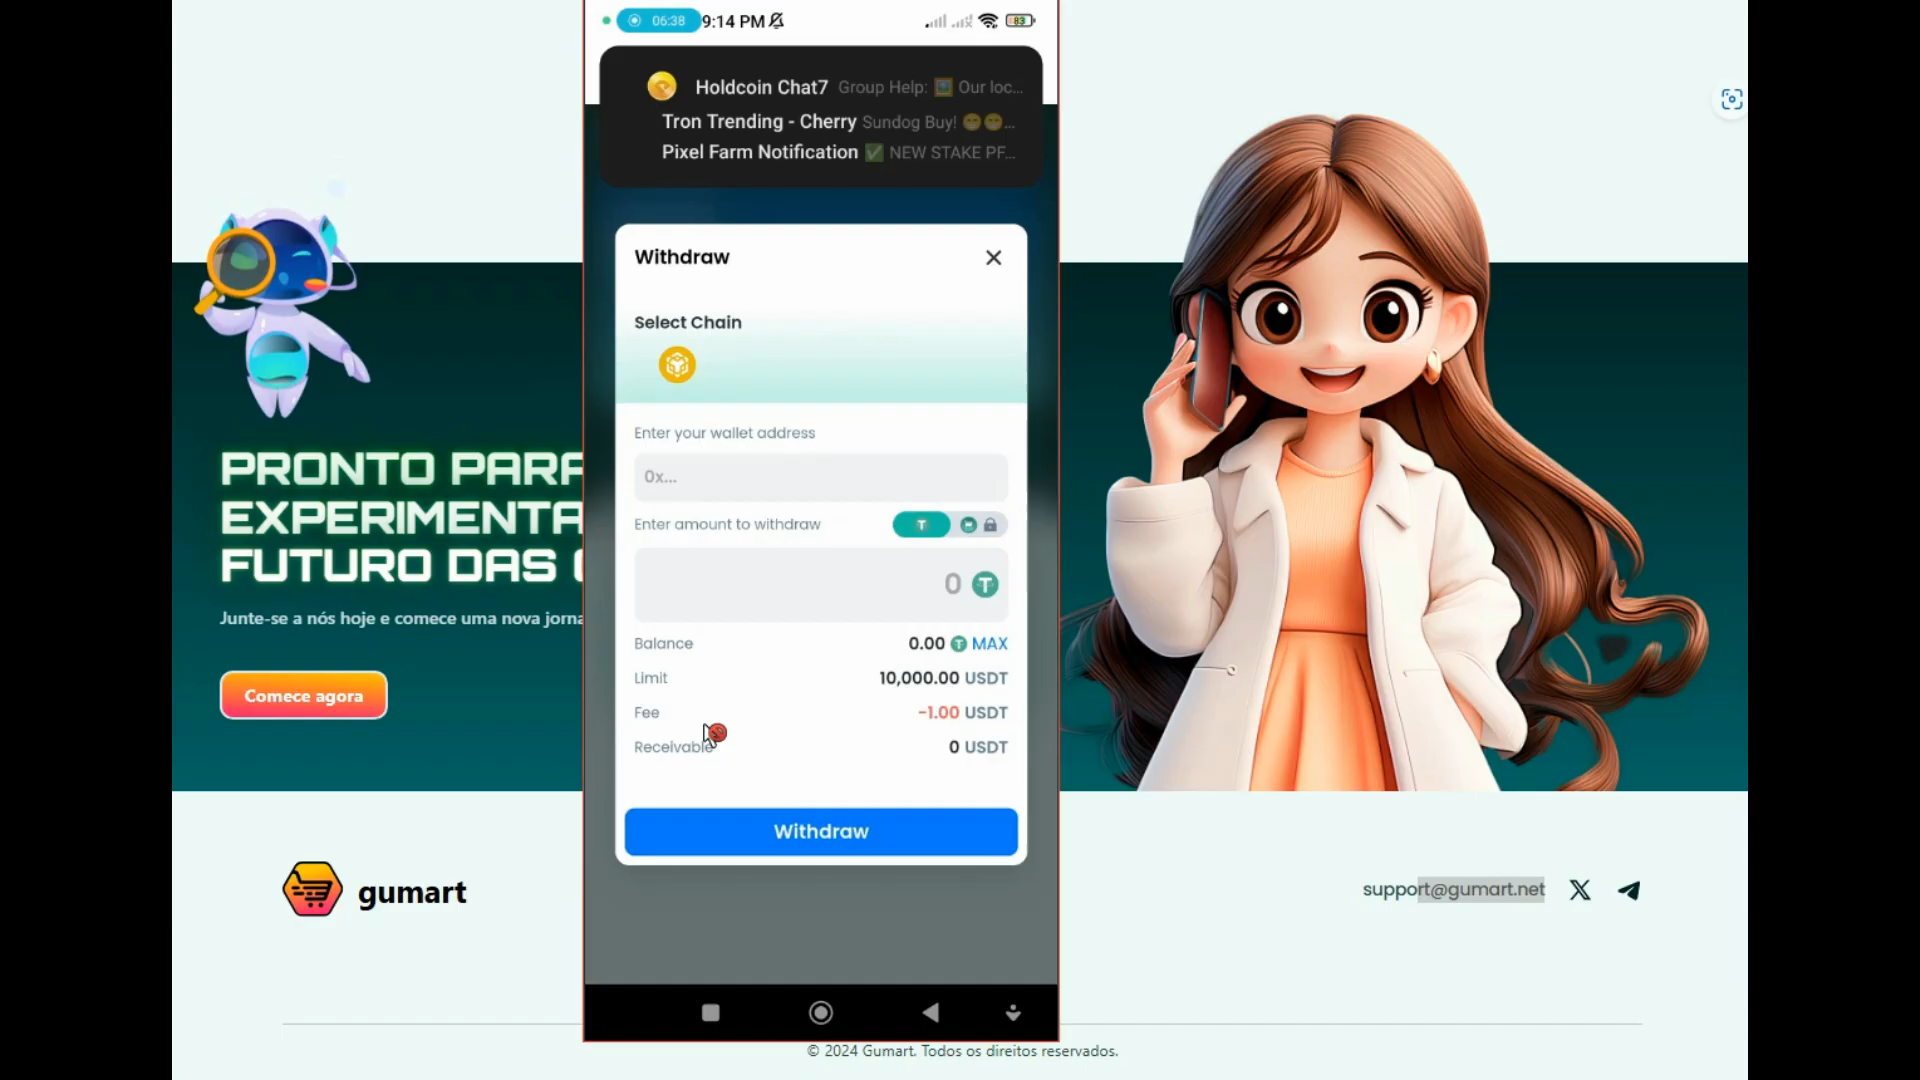 06:38 9:14 PM 83
Holdcoin Chat7 Group Help: 🖼️ Our loc...
Tron Trending - Cherry Sundog Buy! 😁😁...
Pixel Farm Notification ✅ NEW STAKE PF...
Withdraw
Select Chain
Enter your wallet address
0x...
Enter amount to withdraw
0
Balance 0.00 MAX
Limit 10,000.00 USDT
Fee -1.00 USDT
Receivable 0 USDT
Withdraw
PRONTO PARA
EXPERIMENTA
FUTURO DAS
Junte-se a nós hoje e comece uma nova jorna
Comece agora
gumart
support@gumart.net
© 2024 Gumart. Todos os direitos reservados.